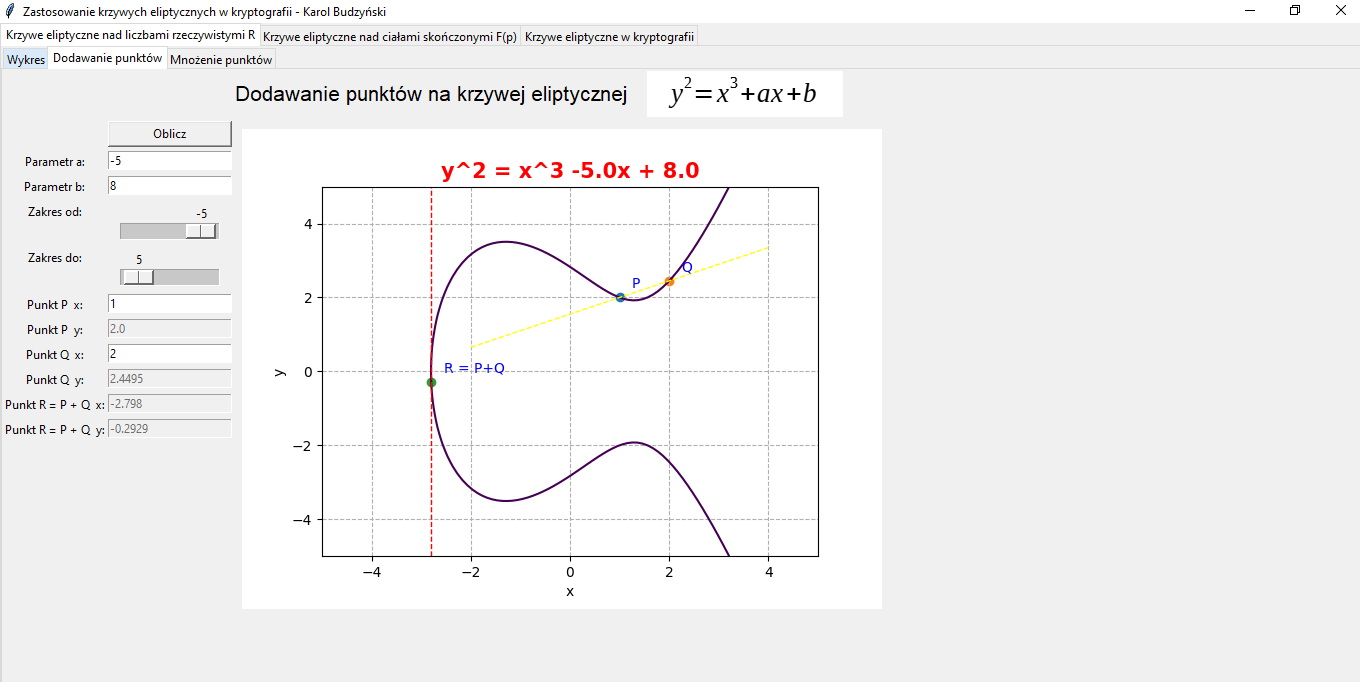 Zastosowanie krzywych eliptycznych w kryptografii - Karol Budzyński
Krzywe eliptyczne nad liczbami rzeczywistymi R Krzywe eliptyczne nad ciałami skończonymi F(p) Krzywe eliptyczne w kryptografii
Wykres Dodawanie punktów Mnożenie punktów
Dodawanie punktów na krzywej eliptycznej y²=x³+ax+b
Oblicz
Parametr a: -5
Parametr b: 8
Zakres od: -5
Zakres do: 5
Punkt P x: 1
Punkt P y: 2.0
Punkt Q x: 2
Punkt Q y: 2.4495
Punkt R = P + Q x: -2.798
Punkt R = P + Q y: -0.2929
y^2 = x^3 -5.0x + 8.0
4
2
0
−2
−4
y
P
Q
R = P+Q
−4 −2 0 2 4
x